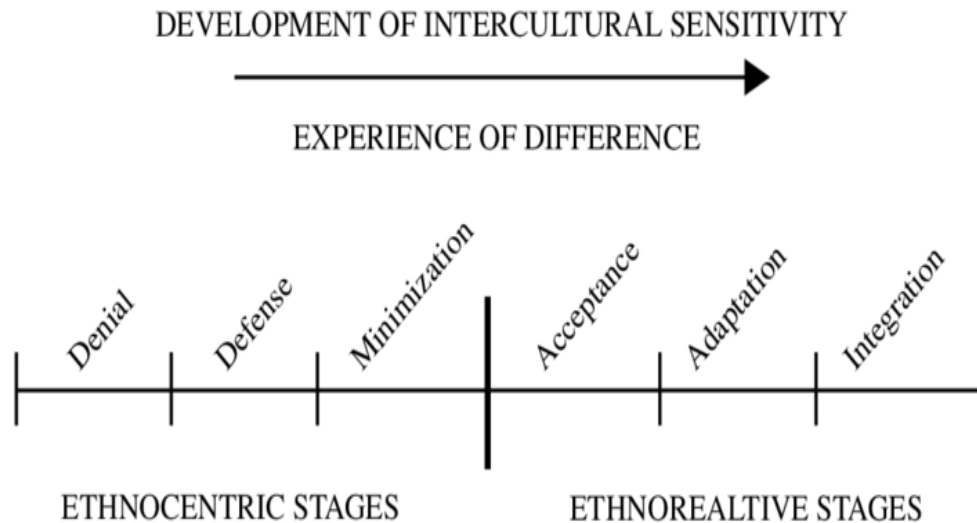 DEVELOPMENT OF INTERCULTURAL SENSITIVITY
EXPERIENCE OF DIFFERENCE
Denial
Defense
Minimization
Acceptance
Adaptation
Integration
ETHNOCENTRIC STAGES
ETHNOREALTIVE STAGES